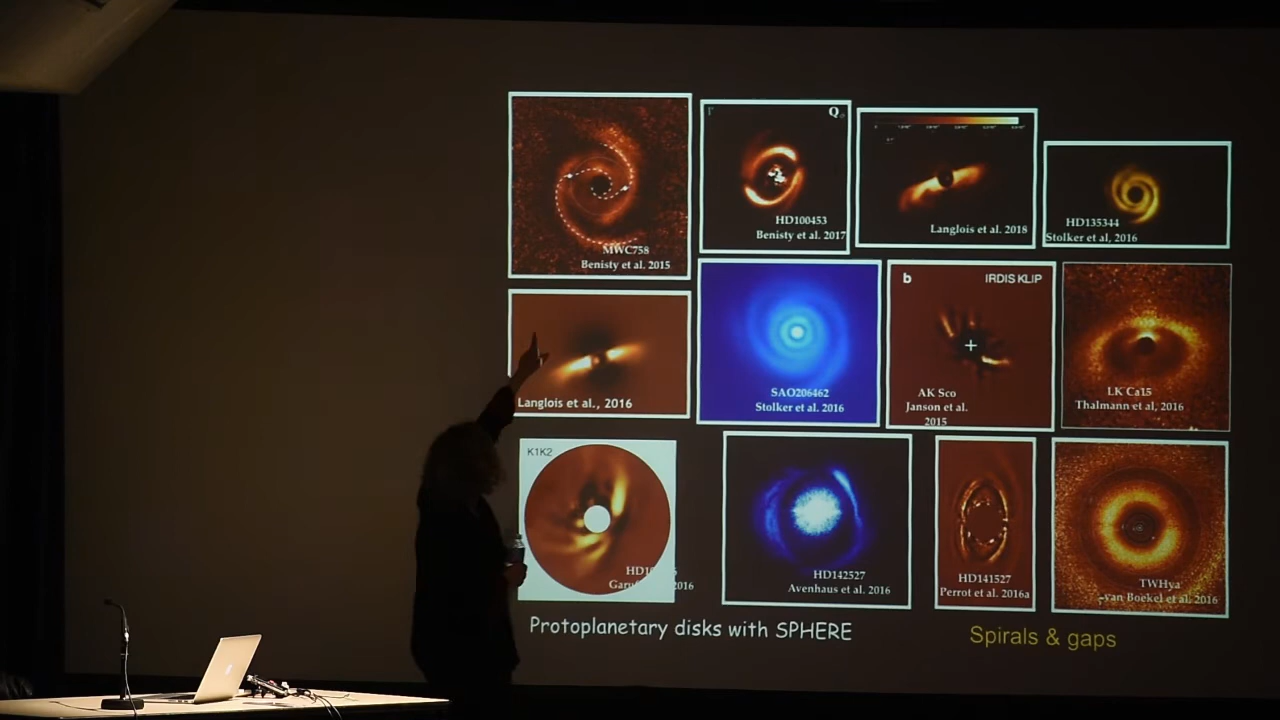 MWC758
Benisty et al. 2015
Q
HD100453
Benisty et al. 2017
Langlois et al. 2018
HD135344
Stolker et al, 2016
Langlois et al., 2016
SAO206462
Stolker et al. 2016
b
IRDIS KLIP
AK Sco
Janson et al.
2015
LK Ca15
Thalmann et al, 2016
K1K2
2016
HD142527
Avenhaus et al. 2016
HD141527
Perrot et al. 2016a
TWHya
van Boekel et al. 2016
Protoplanetary disks with SPHERE
Spirals & gaps